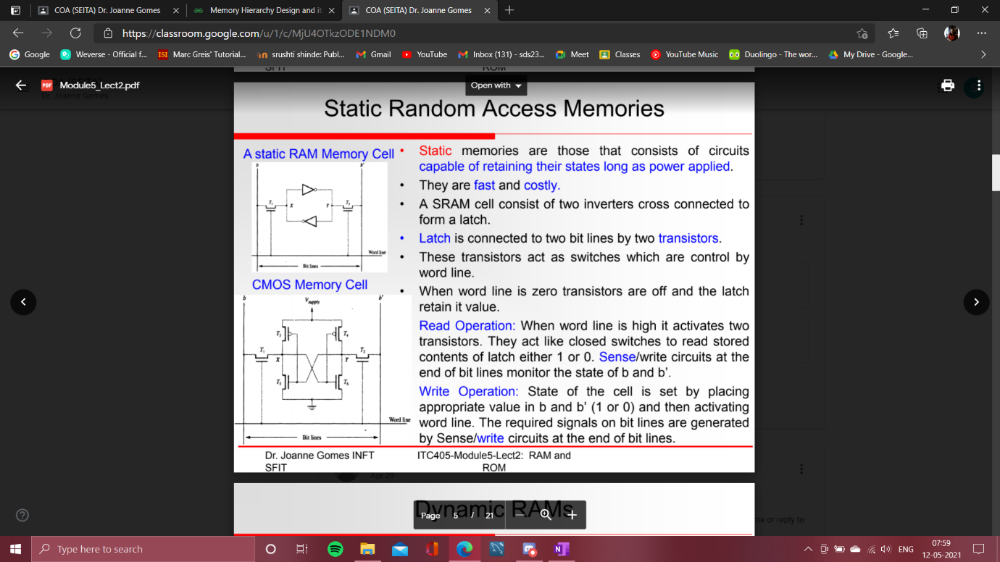 COA (SEITA) Dr. Joanne Gomes
Memory Hierarchy Design and it
COA (SEITA) Dr. Joanne Gomes
https://classroom.google.com/u/1/c/MjU4OTkzODE1NDM0
Google
Weverse - Official f...
ISI Marc Greis' Tutorial...
srushti shinde: Publ...
Gmail
YouTube
Inbox (131) - sds23...
Meet
Classes
YouTube Music
Duolingo - The wor...
My Drive - Google...
SFIT
ROM
PDF Module5_Lect2.pdf
Dr. Joanne Gomes
Open with
Static Random Access Memories
A static RAM Memory Cell
b b'
T₁ X Y T₂
Word line
Bit lines
CMOS Memory Cell
b Vsupply b'
T₃ T₄
T₁ X Y T₂
T₅ T₆
Word line
Bit lines
• Static memories are those that consists of circuits
capable of retaining their states long as power applied.
• They are fast and costly.
• A SRAM cell consist of two inverters cross connected to
form a latch.
• Latch is connected to two bit lines by two transistors.
• These transistors act as switches which are control by
word line.
• When word line is zero transistors are off and the latch
retain it value.
Read Operation: When word line is high it activates two
transistors. They act like closed switches to read stored
contents of latch either 1 or 0. Sense/write circuits at the
end of bit lines monitor the state of b and b’.
Write Operation: State of the cell is set by placing
appropriate value in b and b’ (1 or 0) and then activating
word line. The required signals on bit lines are generated
by Sense/write circuits at the end of bit lines.
Dr. Joanne Gomes INFT
SFIT
ITC405-Module5-Lect2: RAM and
ROM
Apr 29
Dynamic RAMs
Page 5 / 21
or reply to
Type here to search
ENG
07:59
12-05-2021